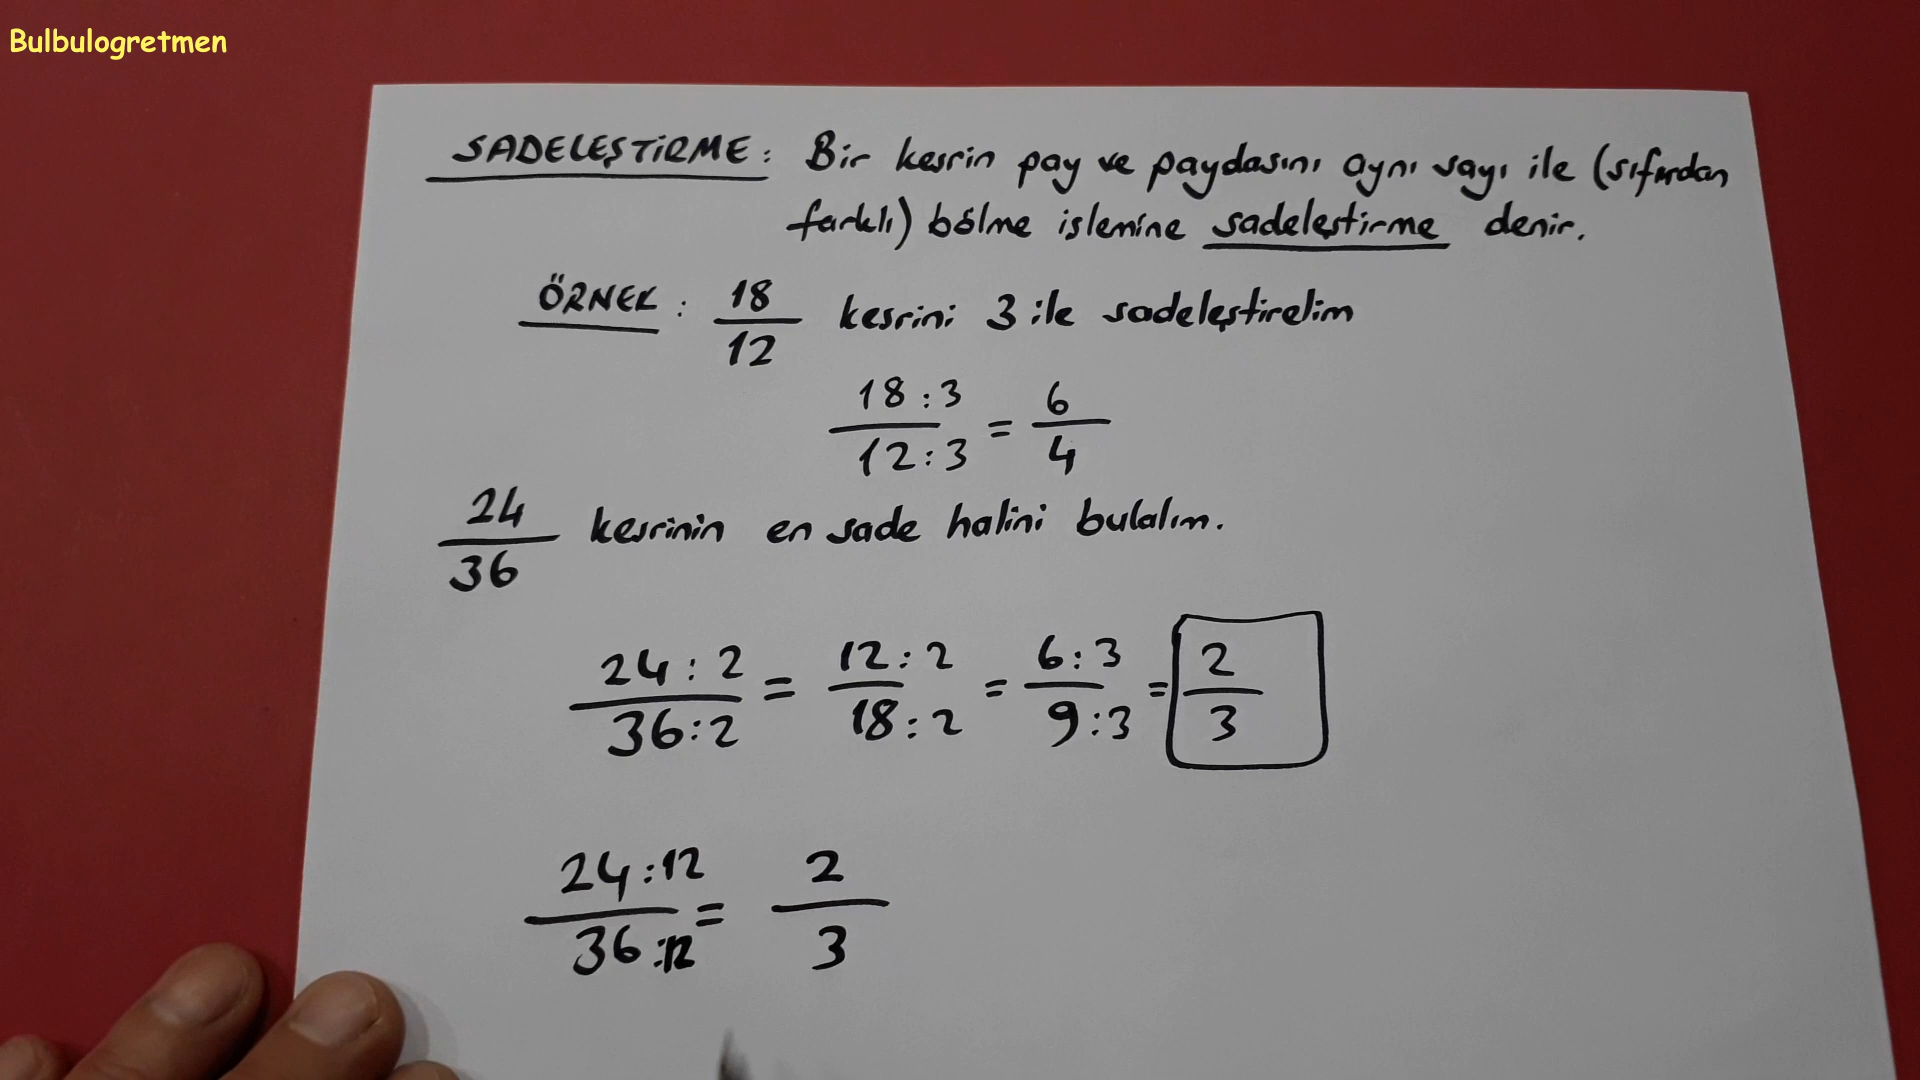 Bulbulogretmen
SADELEŞTİRME: Bir kesrin pay ve paydasını aynı sayı ile (sıfırdan
farklı) bölme işlemine sadeleştirme denir.
ÖRNEK: 18/12 kesrini 3 ile sadeleştirelim
18:3/12:3 = 6/4
24/36 kesrinin en sade halini bulalım.
24:2/36:2 = 12:2/18:2 = 6:3/9:3 = 2/3
24:12/36:12 = 2/3